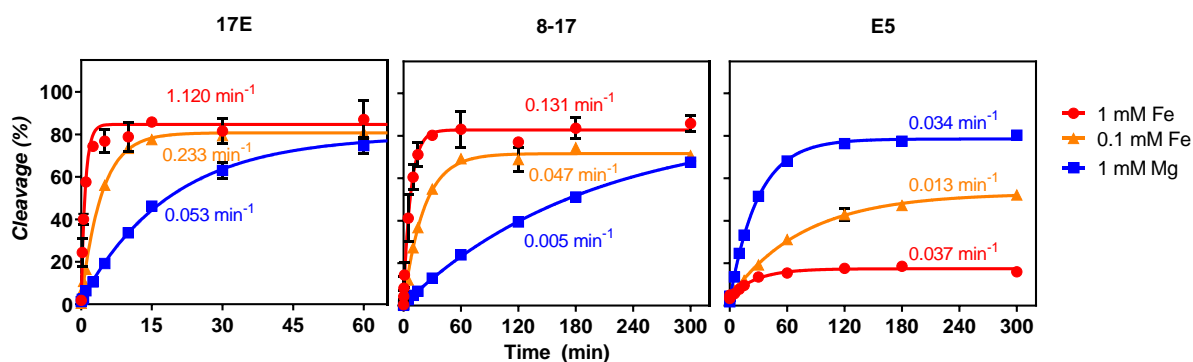 17E
8-17
E5
Cleavage (%)
100
80
60
40
20
0
1.120 min⁻¹
0.233 min⁻¹
0.053 min⁻¹
0 15 30 45 60
0.131 min⁻¹
0.047 min⁻¹
0.005 min⁻¹
0 60 120 180 240 300
0.034 min⁻¹
0.013 min⁻¹
0.037 min⁻¹
0 60 120 180 240 300
Time (min)
1 mM Fe
0.1 mM Fe
1 mM Mg